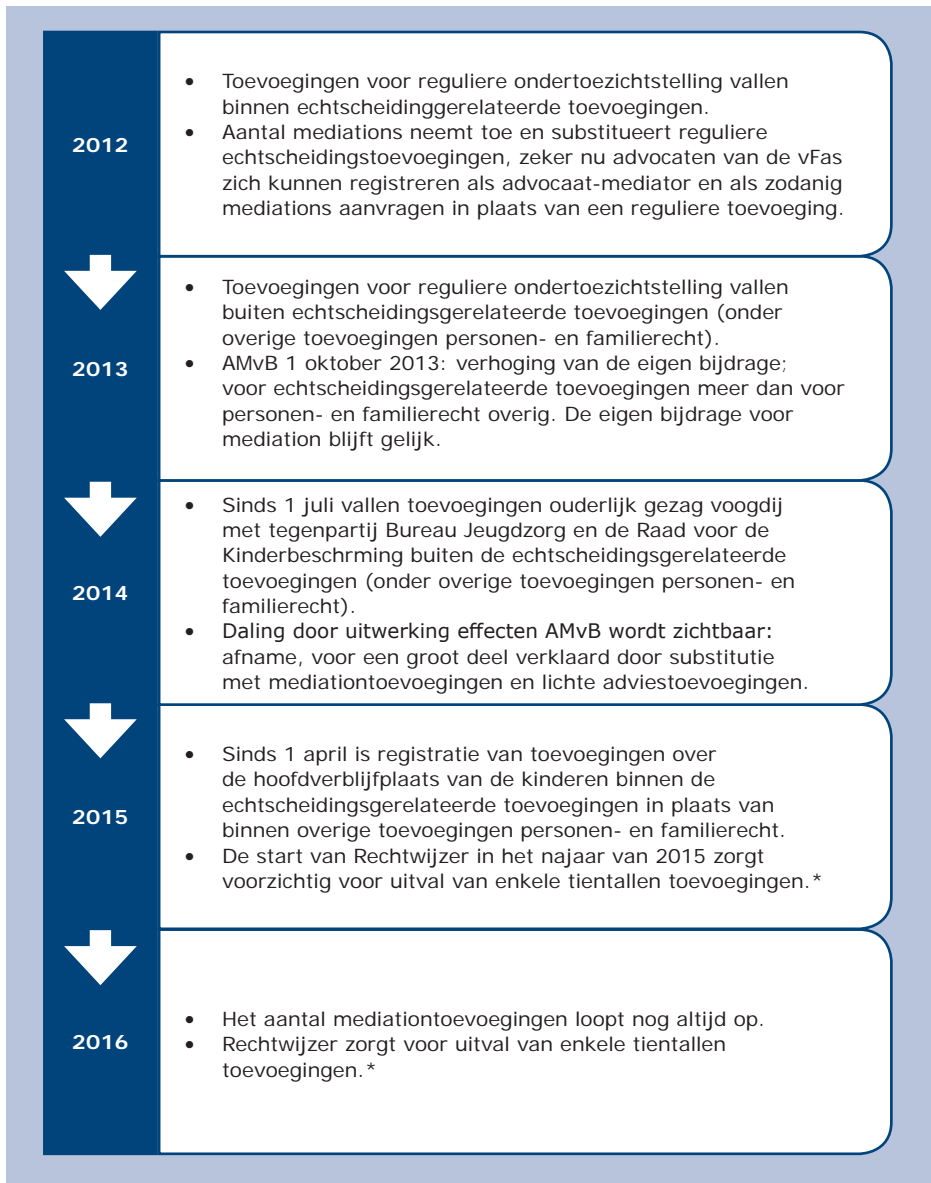 2012
• Toevoegingen voor reguliere ondertoezichtstelling vallen
binnen echtscheidinggerelateerde toevoegingen.
• Aantal mediations neemt toe en substitueert reguliere
echtscheidingstoevoegingen, zeker nu advocaten van de vFas
zich kunnen registreren als advocaat-mediator en als zodanig
mediations aanvragen in plaats van een reguliere toevoeging.
2013
• Toevoegingen voor reguliere ondertoezichtstelling vallen
buiten echtscheidingsgerelateerde toevoegingen (onder
overige toevoegingen personen- en familierecht).
• AMvB 1 oktober 2013: verhoging van de eigen bijdrage;
voor echtscheidingsgerelateerde toevoegingen meer dan voor
personen- en familierecht overig. De eigen bijdrage voor
mediation blijft gelijk.
2014
• Sinds 1 juli vallen toevoegingen ouderlijk gezag voogdij
met tegenpartij Bureau Jeugdzorg en de Raad voor de
Kinderbeschrming buiten de echtscheidingsgerelateerde
toevoegingen (onder overige toevoegingen personen- en
familierecht).
• Daling door uitwerking effecten AMvB wordt zichtbaar:
afname, voor een groot deel verklaard door substitutie
met mediationtoevoegingen en lichte adviestoevoegingen.
2015
• Sinds 1 april is registratie van toevoegingen over
de hoofdverblijfplaats van de kinderen binnen de
echtscheidingsgerelateerde toevoegingen in plaats van
binnen overige toevoegingen personen- en familierecht.
• De start van Rechtwijzer in het najaar van 2015 zorgt
voorzichtig voor uitval van enkele tientallen toevoegingen.*
2016
• Het aantal mediationtoevoegingen loopt nog altijd op.
• Rechtwijzer zorgt voor uitval van enkele tientallen
toevoegingen.*